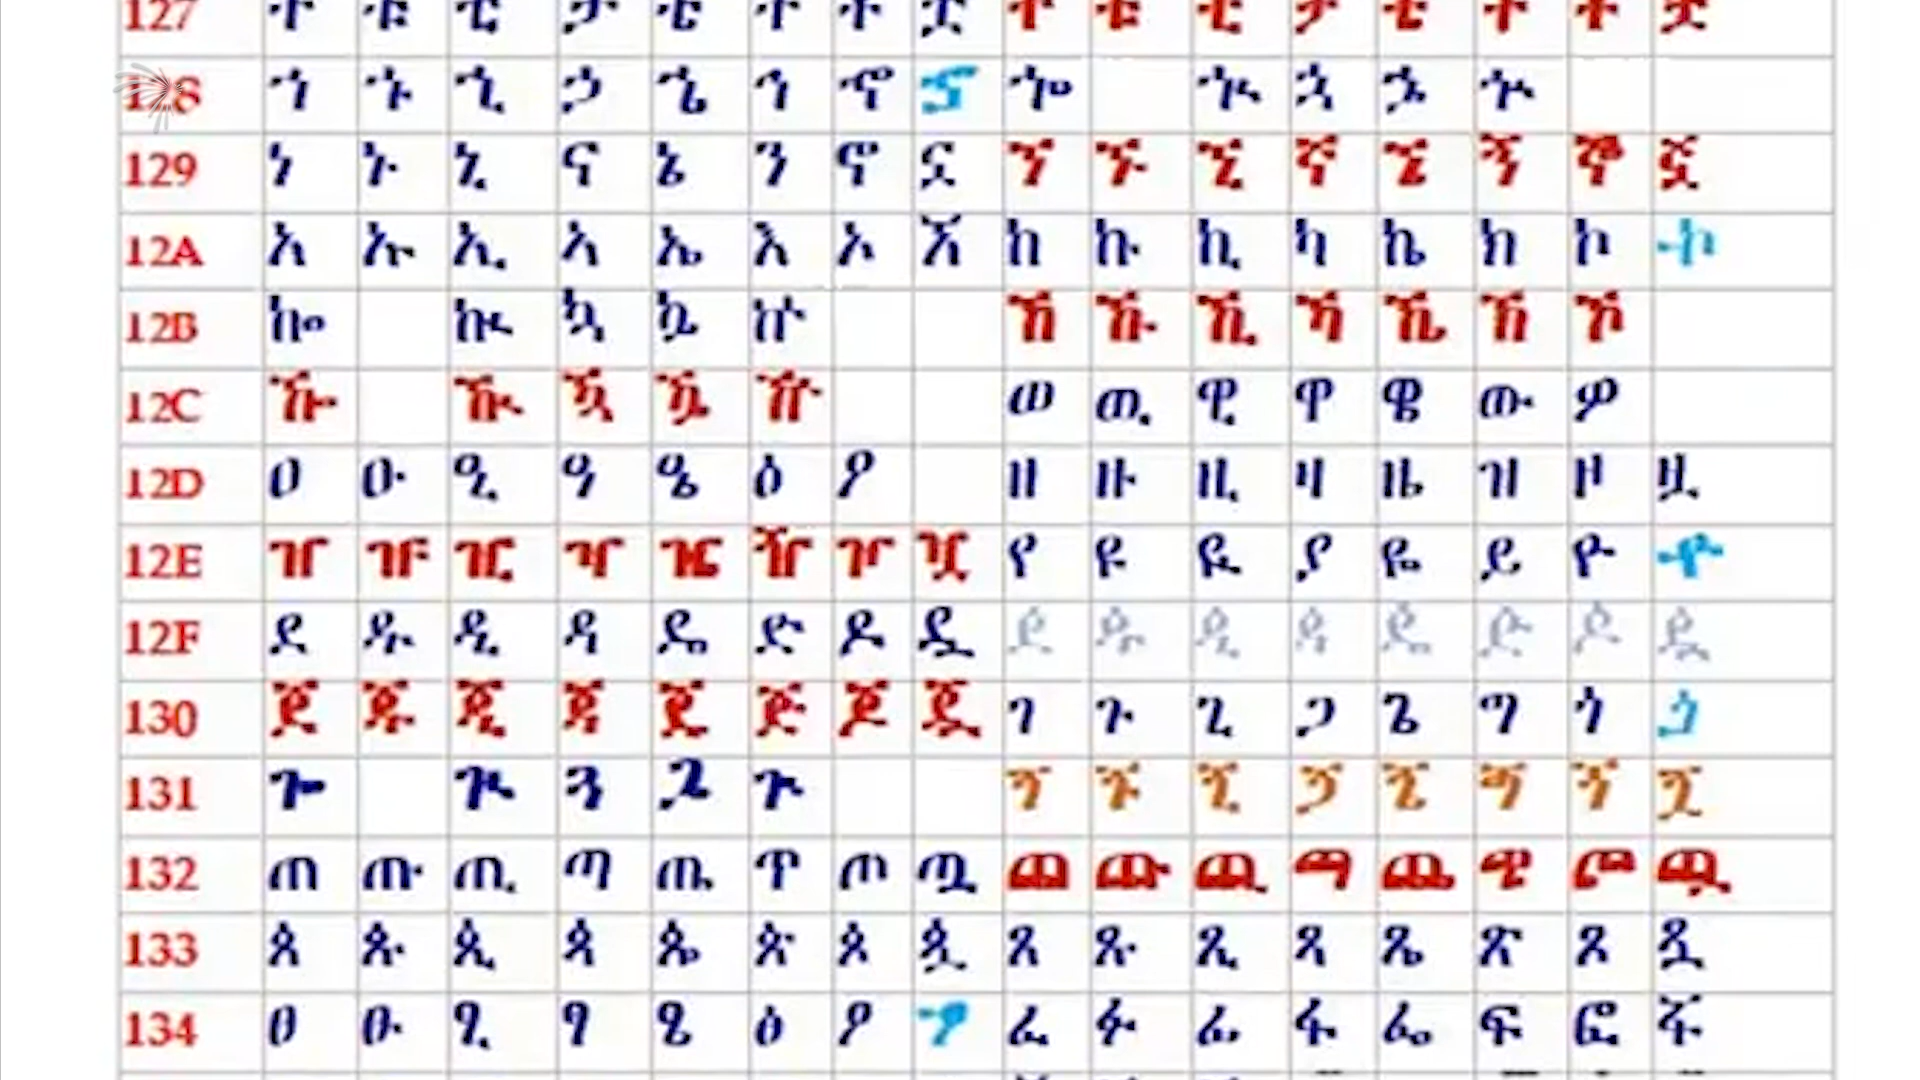 127 ተ ቱ ቲ ታ ቴ ት ቶ ቷ ቸ ቹ ቺ ቻ ቼ ች ቾ ቿ
128 ኀ ኁ ኂ ኃ ኄ ኅ ኆ ኇ ኈ ኊ ኋ ኌ ኍ
129 ነ ኑ ኒ ና ኔ ን ኖ ኗ ኘ ኙ ኚ ኛ ኜ ኝ ኞ ኟ
12A አ ኡ ኢ ኣ ኤ እ ኦ ኧ ከ ኩ ኪ ካ ኬ ክ ኮ ኯ
12B ኰ ኲ ኳ ኴ ኵ ኸ ኹ ኺ ኻ ኼ ኽ ኾ
12C ዀ ዂ ዃ ዄ ዅ ወ ዉ ዊ ዋ ዌ ው ዎ
12D ዐ ዑ ዒ ዓ ዔ ዕ ዖ ዘ ዙ ዚ ዛ ዜ ዝ ዞ ዟ
12E ዠ ዡ ዢ ዣ ዤ ዥ ዦ ዧ የ ዩ ዪ ያ ዬ ይ ዮ ዯ
12F ደ ዱ ዲ ዳ ዴ ድ ዶ ዷ ዸ ዹ ዺ ዻ ዼ ዽ ዾ ዿ
130 ጀ ጁ ጂ ጃ ጄ ጅ ጆ ጇ ገ ጉ ጊ ጋ ጌ ግ ጎ ጏ
131 ጐ ጒ ጓ ጔ ጕ ጘ ጙ ጚ ጛ ጜ ጝ ጞ ጟ
132 ጠ ጡ ጢ ጣ ጤ ጥ ጦ ጧ ጨ ጩ ጪ ጫ ጬ ጭ ጮ ጯ
133 ጰ ጱ ጲ ጳ ጴ ጵ ጶ ጷ ጸ ጹ ጺ ጻ ጼ ጽ ጾ ጿ
134 ፀ ፁ ፂ ፃ ፄ ፅ ፆ ፇ ፈ ፉ ፊ ፋ ፌ ፍ ፎ ፏ